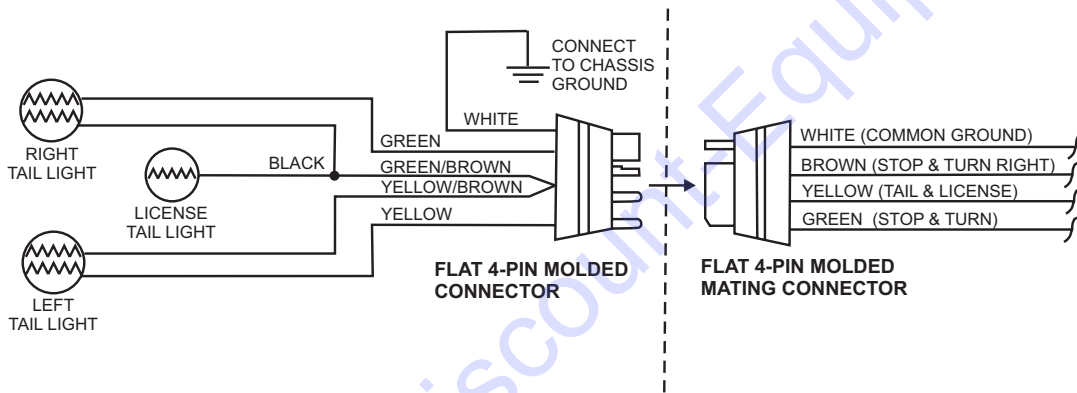 CONNECT
TO CHASSIS
GROUND
WHITE
GREEN
RIGHT
TAIL LIGHT
BLACK
GREEN/BROWN
YELLOW/BROWN
LICENSE
TAIL LIGHT
YELLOW
LEFT
TAIL LIGHT
FLAT 4-PIN MOLDED
CONNECTOR
WHITE (COMMON GROUND)
BROWN (STOP & TURN RIGHT)
YELLOW (TAIL & LICENSE)
GREEN (STOP & TURN)
FLAT 4-PIN MOLDED
MATING CONNECTOR
iscount-Equip